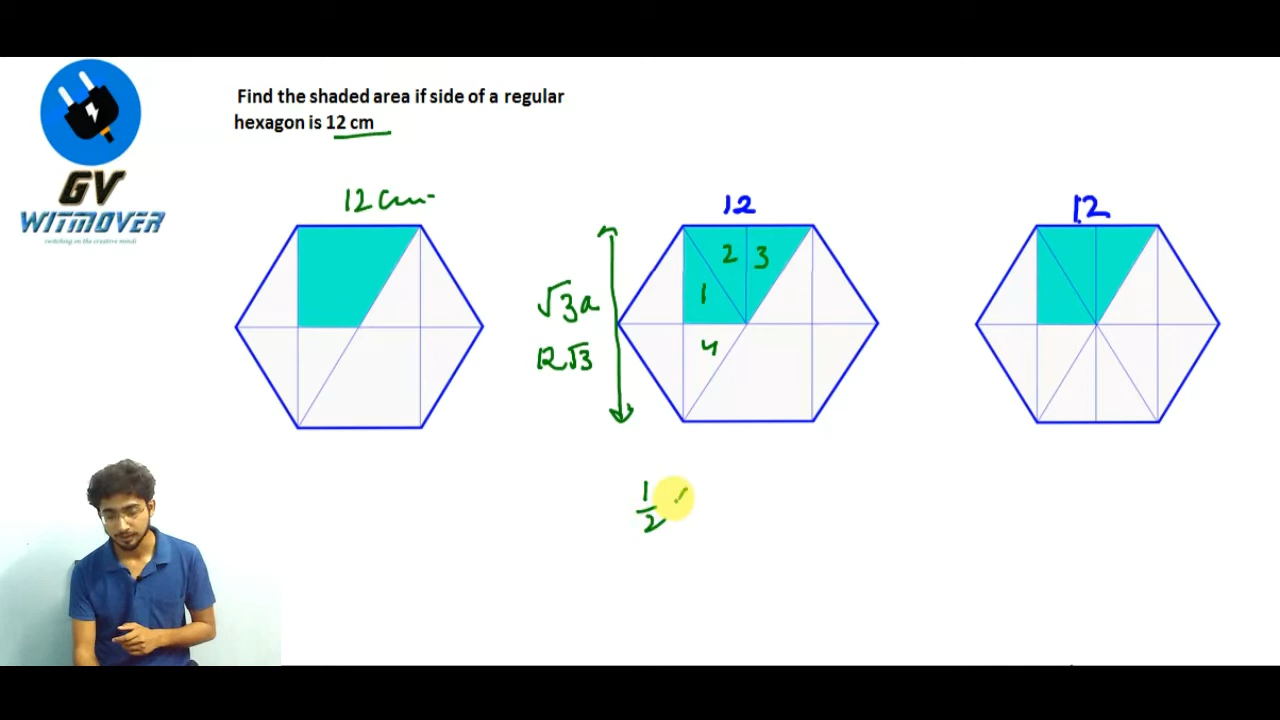 Find the shaded area if side of a regular
hexagon is 12 cm
GV
WITMOVER
switching on the creative minds
12 cm
12
12
2 3
1
√3a
12√3
4
1
2